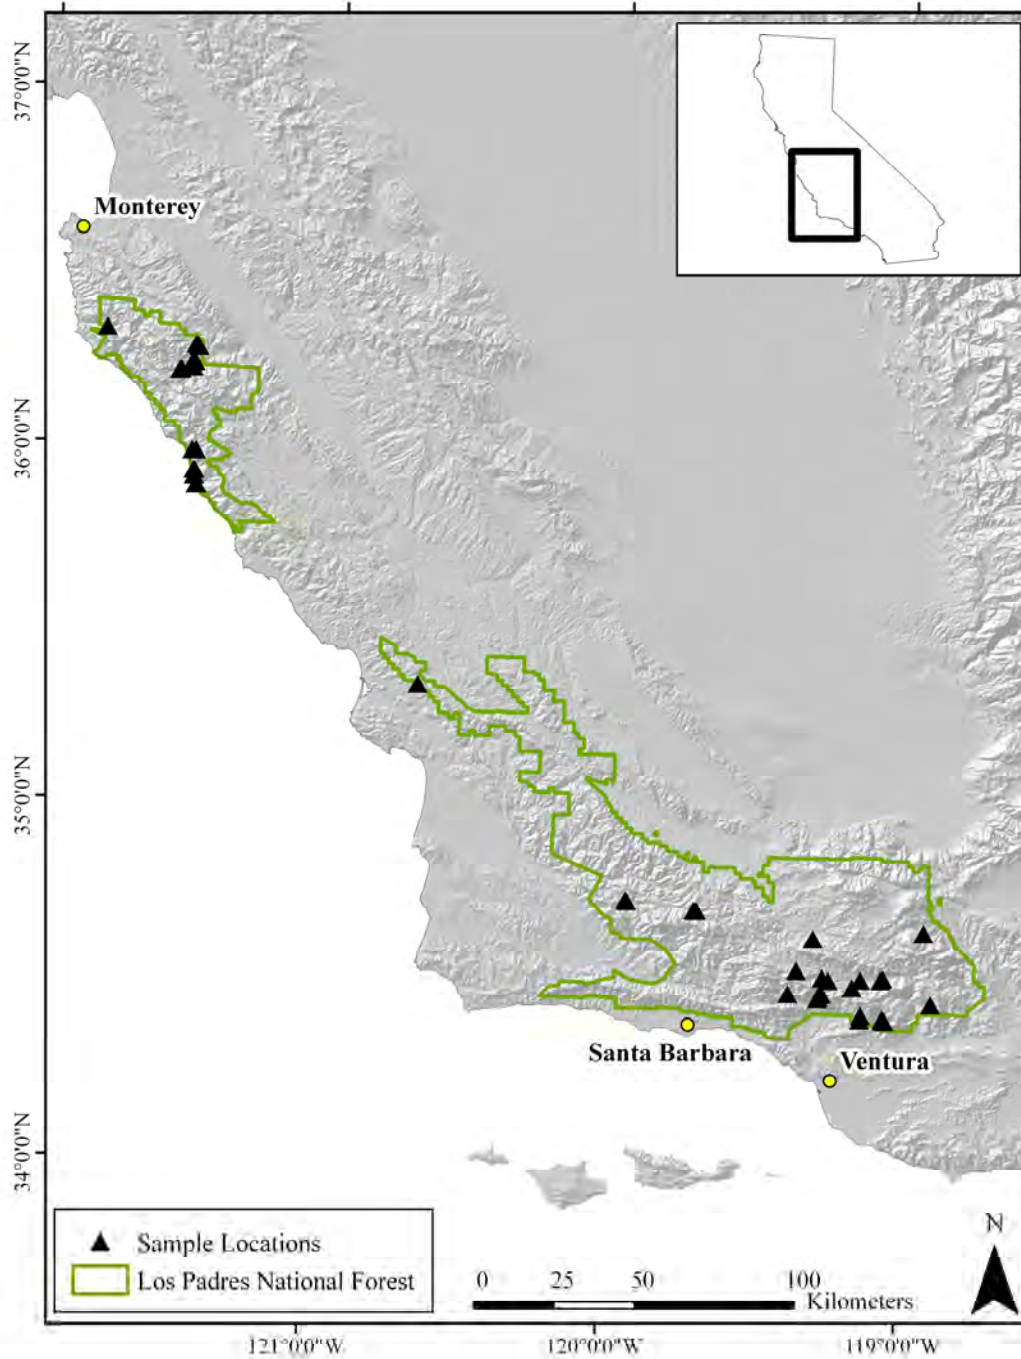 37°0'0"N
Monterey
36°0'0"N
35°0'0"N
Santa Barbara
Ventura
34°0'0"N
Sample Locations
Los Padres National Forest
0 25 50 100
Kilometers
N
121°0'0"W 120°0'0"W 119°0'0"W